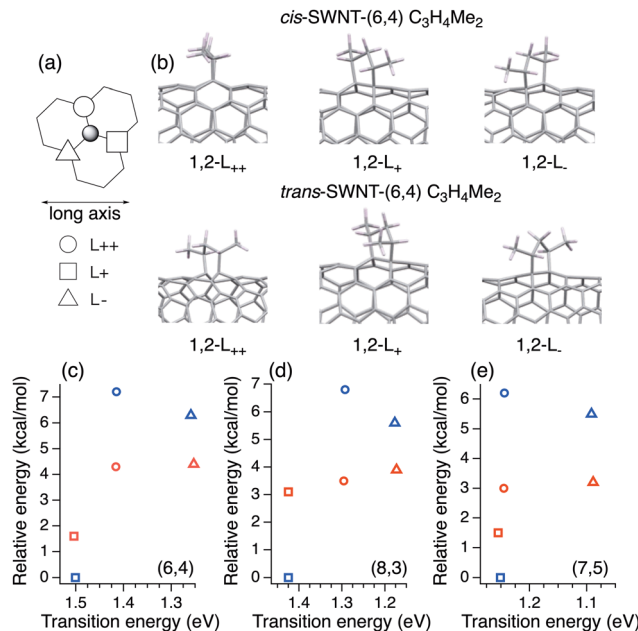 cis-SWNT-(6,4) C₃H₄Me₂
(a)
(b)
1,2-L₊₊
1,2-L₊
1,2-L₋
long axis
L++
L+
L-
trans-SWNT-(6,4) C₃H₄Me₂
1,2-L₊₊
1,2-L₊
1,2-L₋
(c)
Relative energy (kcal/mol)
7
6
5
4
3
2
1
0
(6,4)
1.5 1.4 1.3
Transition energy (eV)
(d)
Relative energy (kcal/mol)
7
6
5
4
3
2
1
0
(8,3)
1.4 1.3 1.2
Transition energy (eV)
(e)
Relative energy (kcal/mol)
6
5
4
3
2
1
0
(7,5)
1.2 1.1
Transition energy (eV)